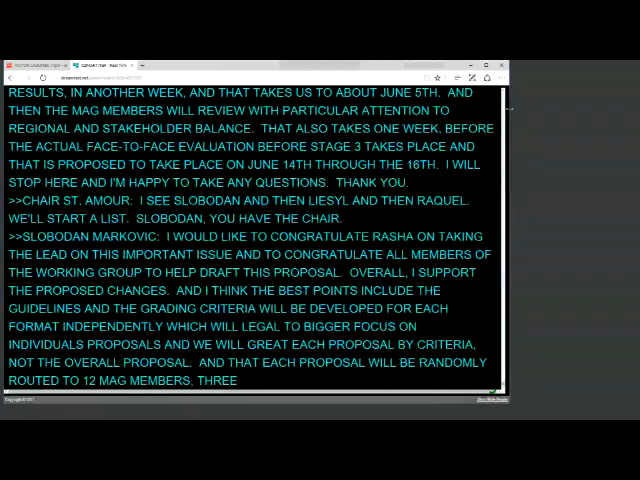 streamtext.net
RESULTS, IN ANOTHER WEEK, AND THAT TAKES US TO ABOUT JUNE 5TH.  AND
THEN THE MAG MEMBERS WILL REVIEW WITH PARTICULAR ATTENTION TO
REGIONAL AND STAKEHOLDER BALANCE.  THAT ALSO TAKES ONE WEEK, BEFORE
THE ACTUAL FACE-TO-FACE EVALUATION BEFORE STAGE 3 TAKES PLACE AND
THAT IS PROPOSED TO TAKE PLACE ON JUNE 14TH THROUGH THE 16TH.  I WILL
STOP HERE AND I'M HAPPY TO TAKE ANY QUESTIONS.  THANK YOU.
>>CHAIR ST. AMOUR:  I SEE SLOBODAN AND THEN LIESYL AND THEN RAQUEL.
WE'LL START A LIST.  SLOBODAN, YOU HAVE THE CHAIR.
>>SLOBODAN MARKOVIC:  I WOULD LIKE TO CONGRATULATE RASHA ON TAKING
THE LEAD ON THIS IMPORTANT ISSUE AND TO CONGRATULATE ALL MEMBERS OF
THE WORKING GROUP TO HELP DRAFT THIS PROPOSAL.  OVERALL, I SUPPORT
THE PROPOSED CHANGES.  AND I THINK THE BEST POINTS INCLUDE THE
GUIDELINES AND THE GRADING CRITERIA WILL BE DEVELOPED FOR EACH
FORMAT INDEPENDENTLY WHICH WILL LEGAL TO BIGGER FOCUS ON
INDIVIDUALS PROPOSALS AND WE WILL GREAT EACH PROPOSAL BY CRITERIA,
NOT THE OVERALL PROPOSAL.  AND THAT EACH PROPOSAL WILL BE RANDOMLY
ROUTED TO 12 MAG MEMBERS, THREE